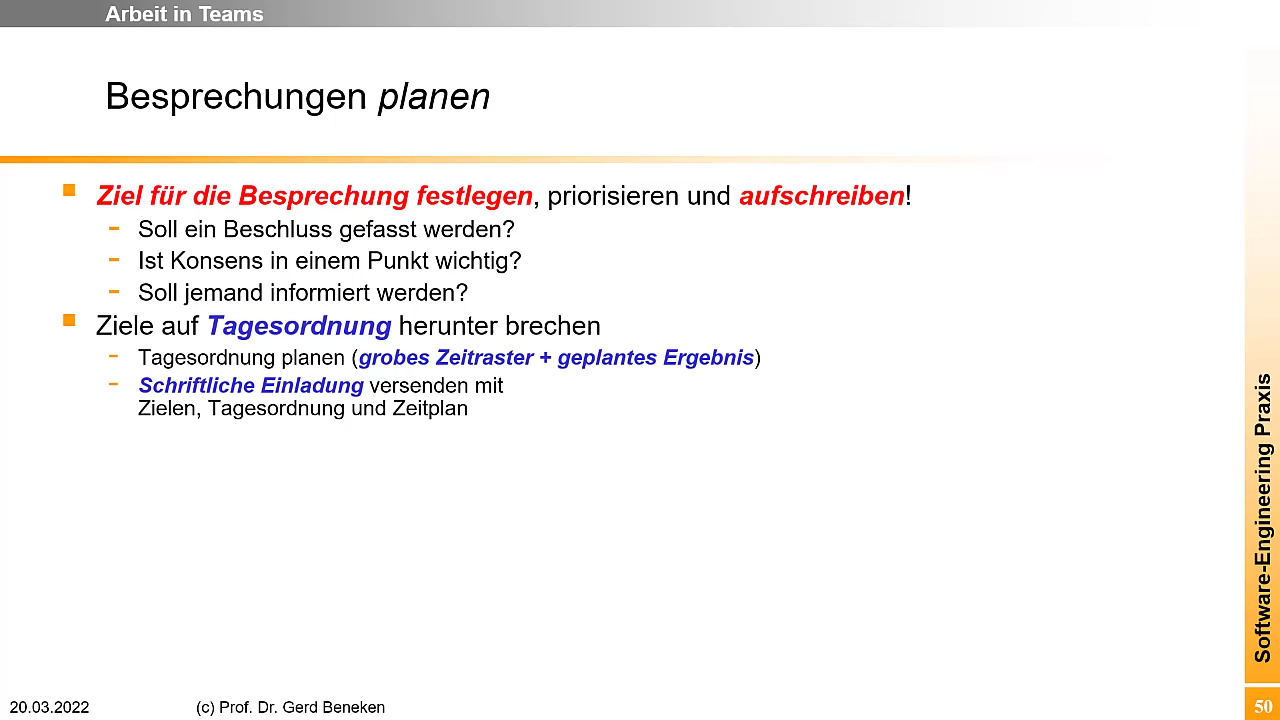 Arbeit in Teams
Besprechungen planen
Ziel für die Besprechung festlegen, priorisieren und aufschreiben!
- Soll ein Beschluss gefasst werden?
- Ist Konsens in einem Punkt wichtig?
- Soll jemand informiert werden?
Ziele auf Tagesordnung herunter brechen
- Tagesordnung planen (grobes Zeitraster + geplantes Ergebnis)
- Schriftliche Einladung versenden mit
Zielen, Tagesordnung und Zeitplan
Software-Engineering Praxis
20.03.2022
(c) Prof. Dr. Gerd Beneken
50